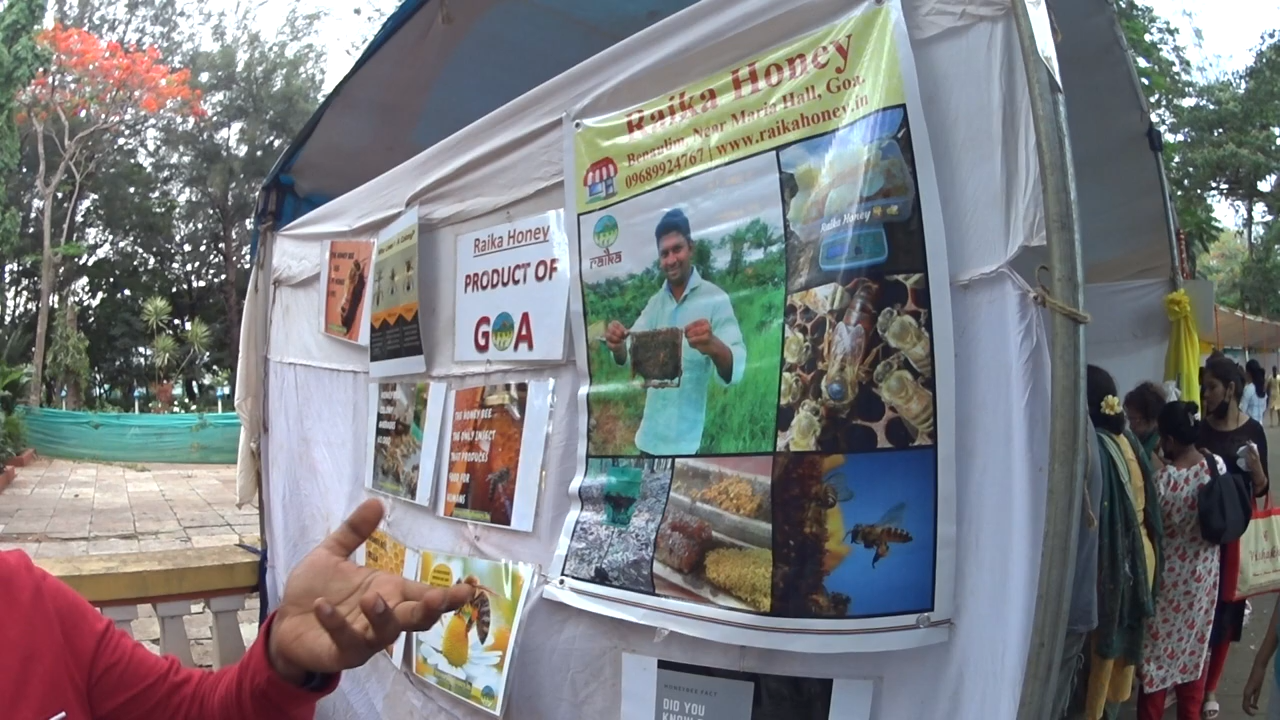 Raika Honey
Benaulim, Near Maria Hall, Goa.
09689924767 | www.raikahoney.in
raika
Raika Honey
Raika Honey
PRODUCT OF
GOA
THE HONEY BEE
THE ONLY INSECT
THAT PRODUCES
FOOD FOR
HUMANS
HONEYBEE FACT
DID YOU